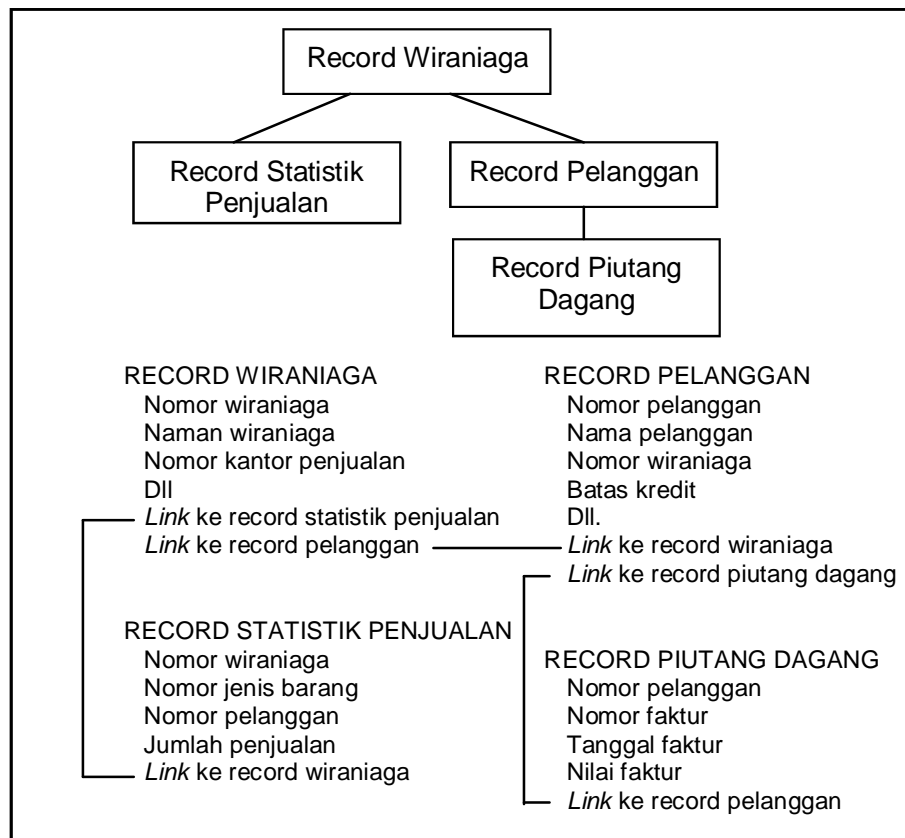 Record Wiraniaga
Record Statistik
Penjualan
Record Pelanggan
Record Piutang
Dagang
RECORD WIRANIAGA
Nomor wiraniaga
Naman wiraniaga
Nomor kantor penjualan
Dll
Link ke record statistik penjualan
Link ke record pelanggan
RECORD STATISTIK PENJUALAN
Nomor wiraniaga
Nomor jenis barang
Nomor pelanggan
Jumlah penjualan
Link ke record wiraniaga
RECORD PELANGGAN
Nomor pelanggan
Nama pelanggan
Nomor wiraniaga
Batas kredit
Dll.
Link ke record wiraniaga
Link ke record piutang dagang
RECORD PIUTANG DAGANG
Nomor pelanggan
Nomor faktur
Tanggal faktur
Nilai faktur
Link ke record pelanggan